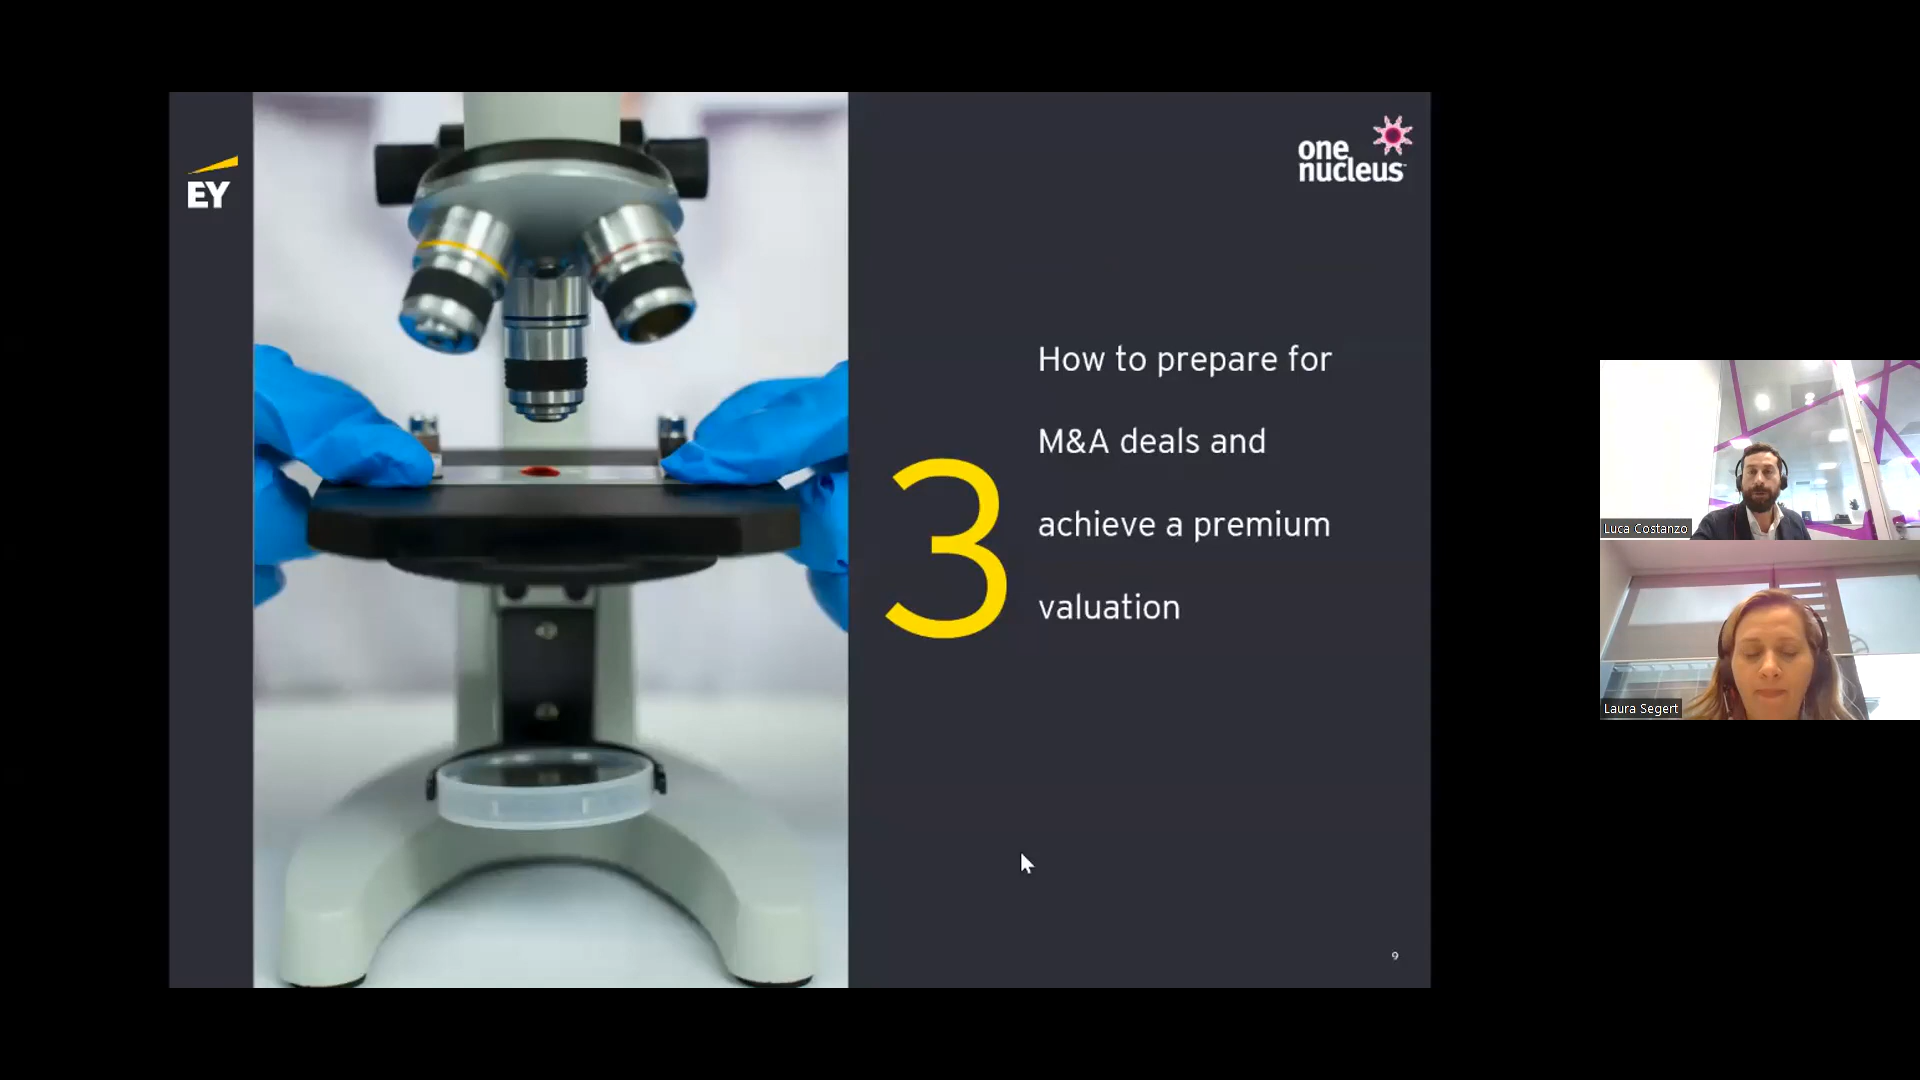 EY
one
nucleus
3
How to prepare for
M&A deals and
achieve a premium
valuation
9
Luca Costanzo
Laura Segert